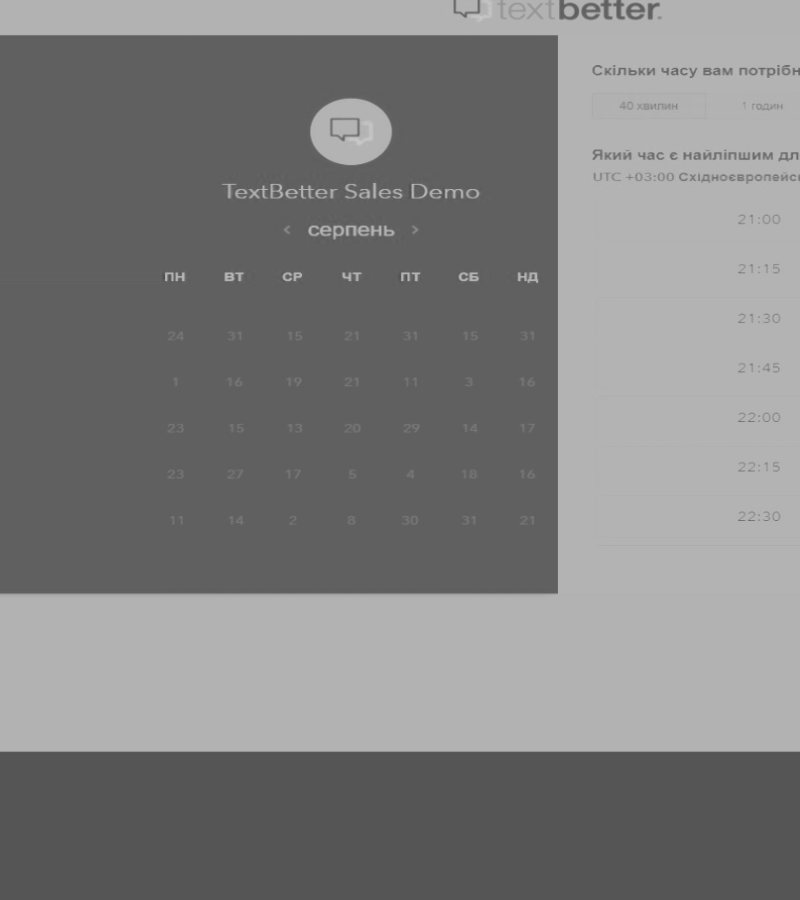 textbetter.
TextBetter Sales Demo
< серпень >
ПН ВТ СР ЧТ ПТ СБ НД
24 31 15 21 31 15 31
1 16 19 21 11 3 16
23 15 13 20 29 14 17
23 27 17 5 4 18 16
11 14 2 8 30 31 21
Скільки часу вам потрібн
40 хвилин 1 годин
Який час є найліпшим дл
UTC +03:00 Східноєвропейс
21:00
21:15
21:30
21:45
22:00
22:15
22:30